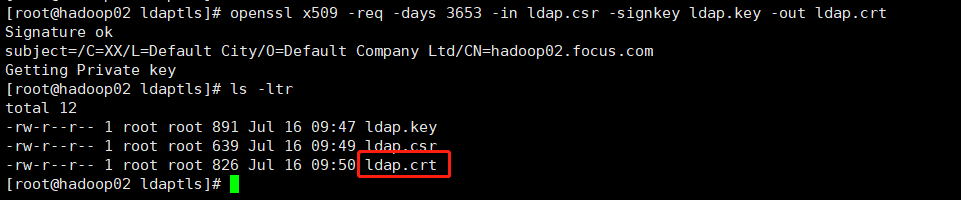 [root@hadoop02 ldaptls]# openssl x509 -req -days 3653 -in ldap.csr -signkey ldap.key -out ldap.crt
Signature ok
subject=/C=XX/L=Default City/O=Default Company Ltd/CN=hadoop02.focus.com
Getting Private key
[root@hadoop02 ldaptls]# ls -ltr
total 12
-rw-r--r-- 1 root root 891 Jul 16 09:47 ldap.key
-rw-r--r-- 1 root root 639 Jul 16 09:49 ldap.csr
-rw-r--r-- 1 root root 826 Jul 16 09:50 ldap.crt
[root@hadoop02 ldaptls]#